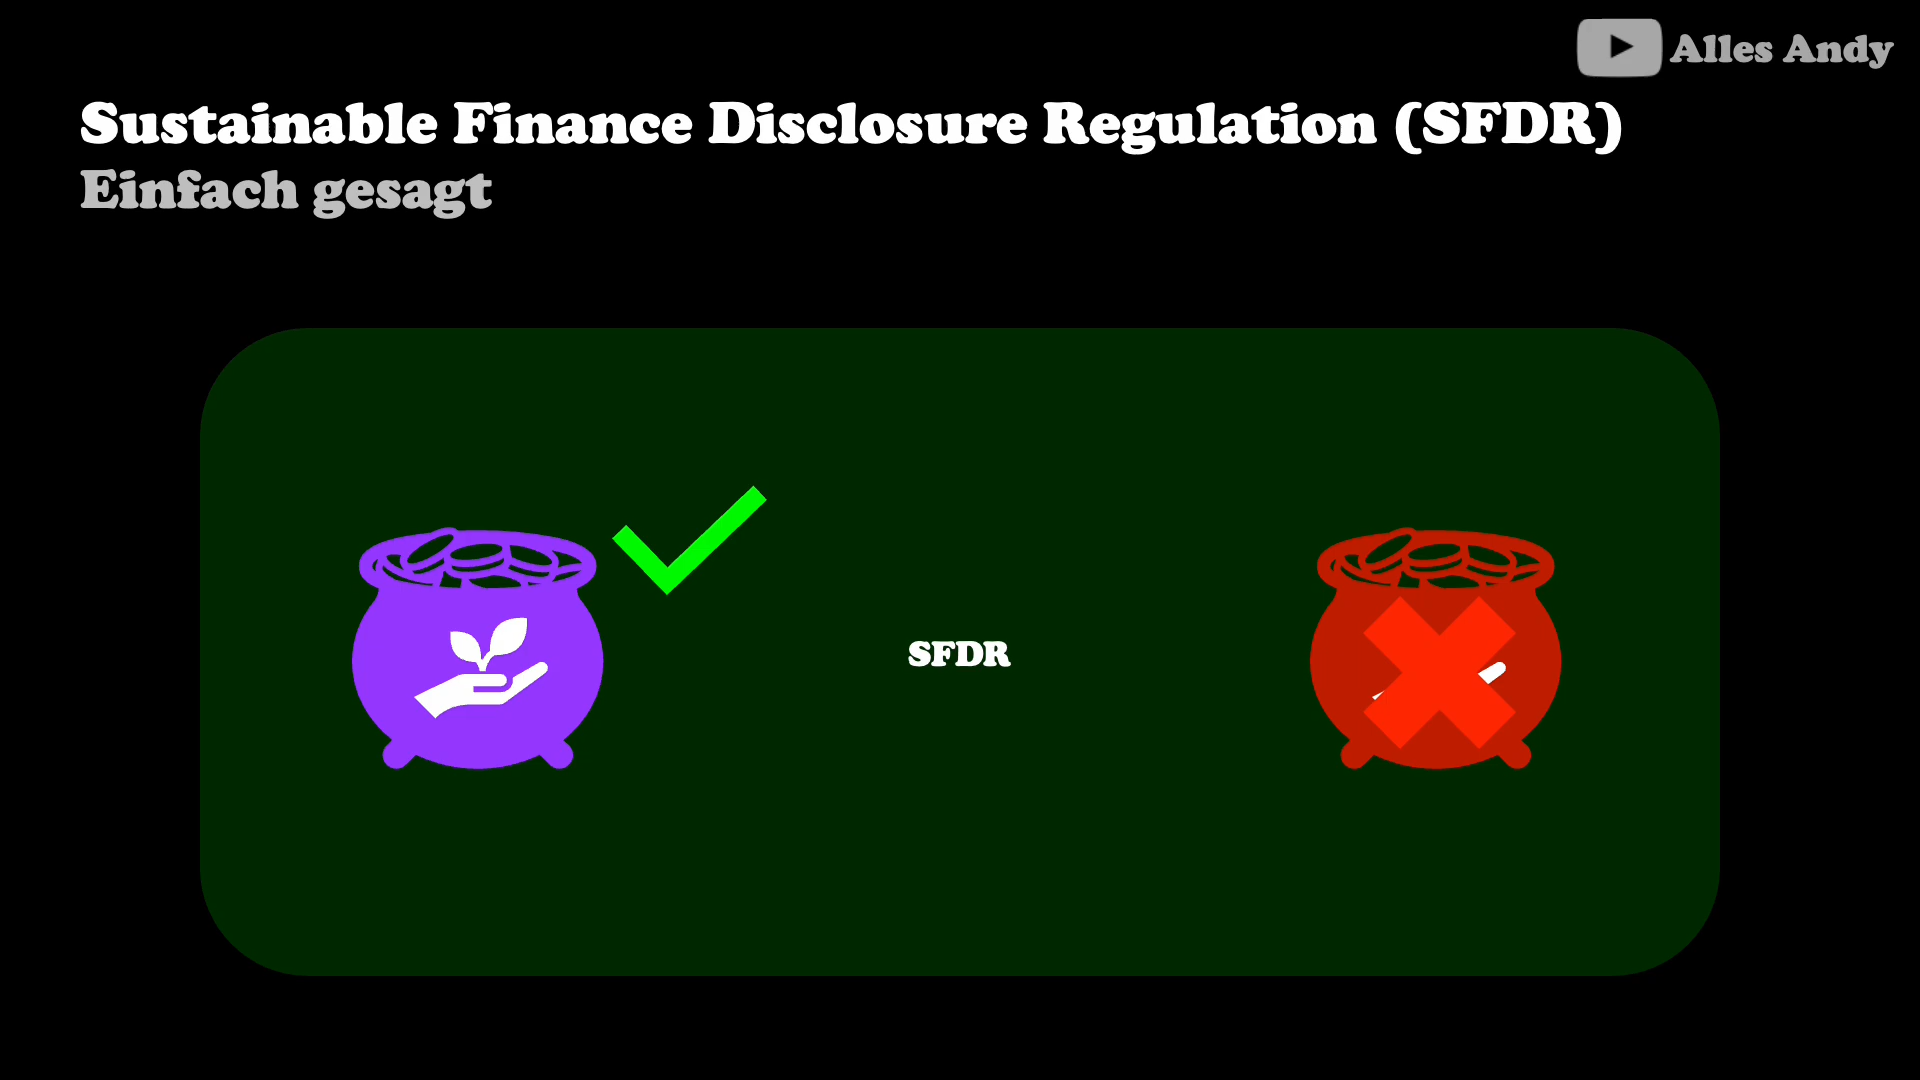 Alles Andy
Sustainable Finance Disclosure Regulation (SFDR)
Einfach gesagt
SFDR